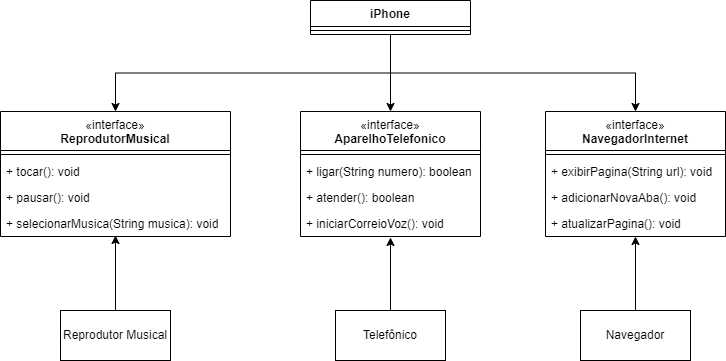 iPhone
«interface»
ReprodutorMusical
+ tocar(): void
+ pausar(): void
+ selecionarMusica(String musica): void
«interface»
AparelhoTelefonico
+ ligar(String numero): boolean
+ atender(): boolean
+ iniciarCorreioVoz(): void
«interface»
NavegadorInternet
+ exibirPagina(String url): void
+ adicionarNovaAba(): void
+ atualizarPagina(): void
Reprodutor Musical
Telefônico
Navegador